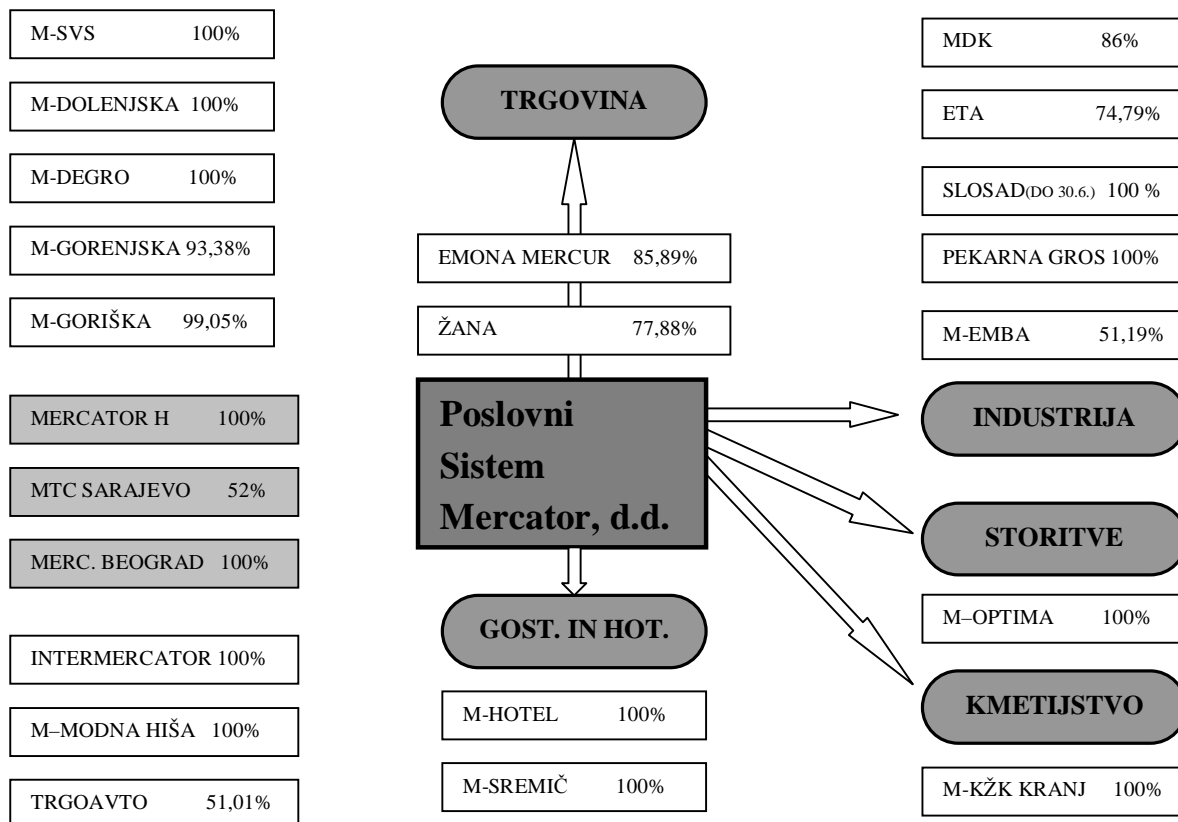 M-SVS 100%
M-DOLENJSKA 100%
M-DEGRO 100%
M-GORENJSKA 93,38%
M-GORIŠKA 99,05%
MERCATOR H 100%
MTC SARAJEVO 52%
MERC. BEOGRAD 100%
INTERMERCATOR 100%
M–MODNA HIŠA 100%
TRGOAVTO 51,01%
TRGOVINA
EMONA MERCUR 85,89%
ŽANA 77,88%
Poslovni
Sistem
Mercator, d.d.
GOST. IN HOT.
M-HOTEL 100%
M-SREMIČ 100%
MDK 86%
ETA 74,79%
SLOSAD(DO 30.6.) 100 %
PEKARNA GROS 100%
M-EMBA 51,19%
INDUSTRIJA
STORITVE
M–OPTIMA 100%
KMETIJSTVO
M-KŽK KRANJ 100%